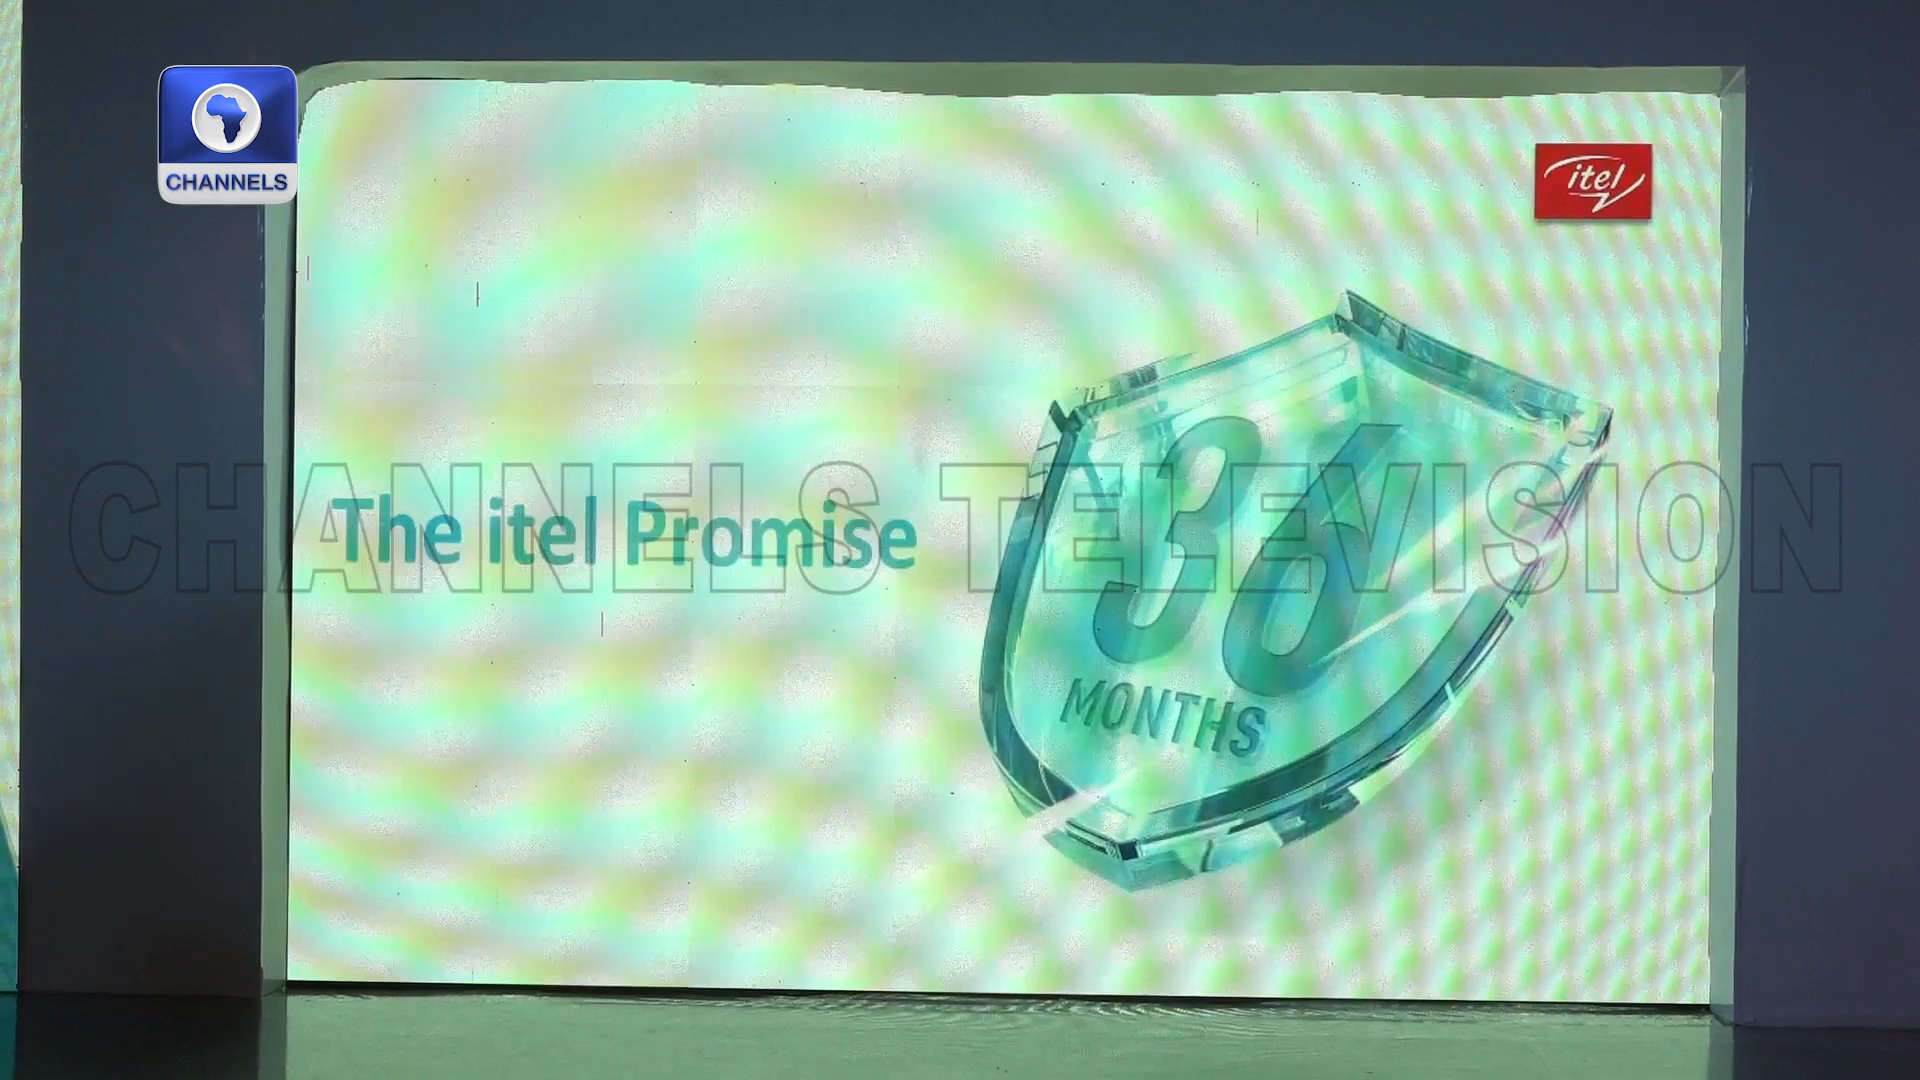 CHANNELS
itel
CHANNELS TELEVISION
The itel Promise
36
MONTHS